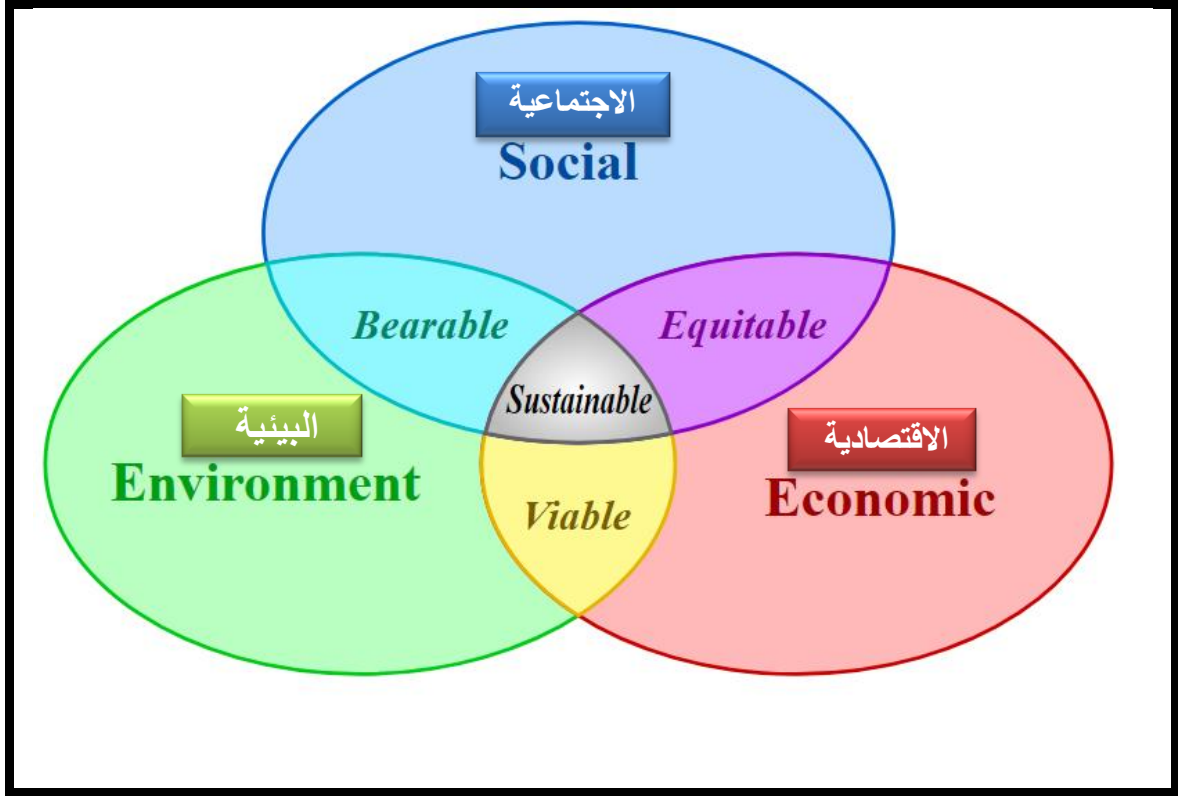 الاجتماعية
Social
Bearable
Equitable
Sustainable
البيئية
Environment
الاقتصادية
Economic
Viable